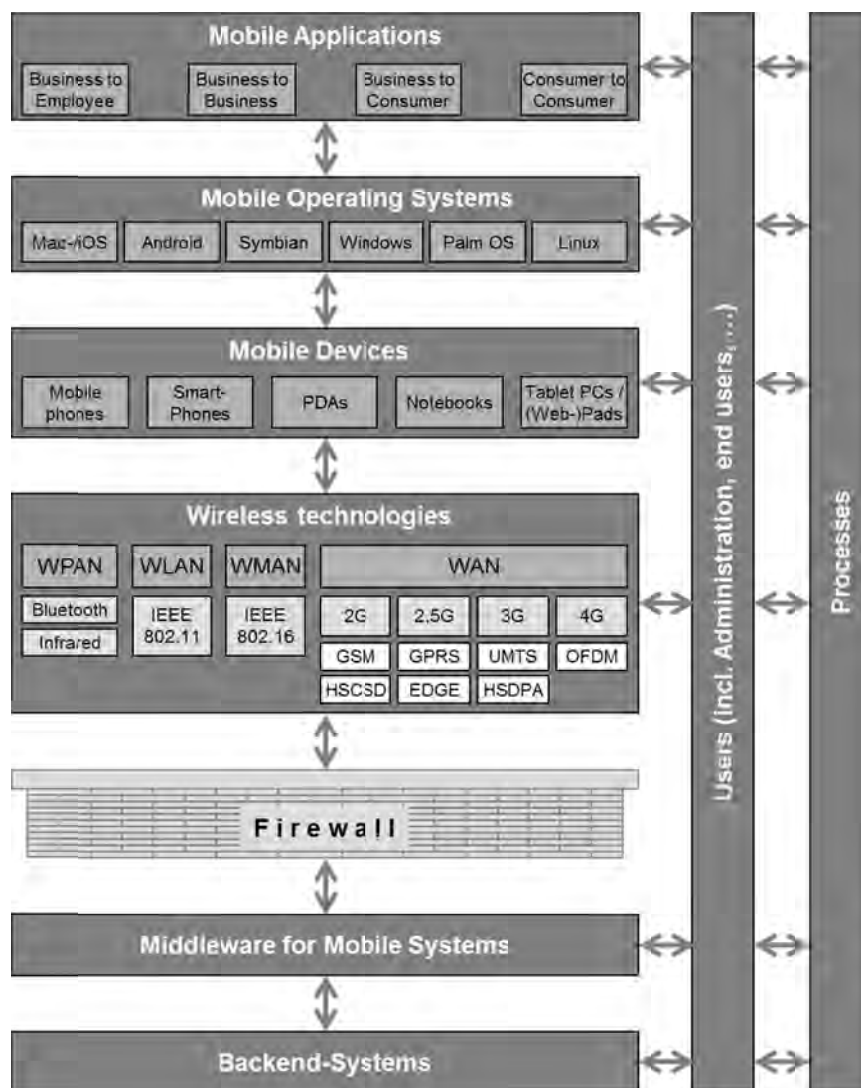 Mobile Applications
Business to
Employee
Business to
Business
Business to
Consumer
Consumer to
Consumer
Mobile Operating Systems
Mac-/iOS
Android
Symbian
Windows
Palm OS
Linux
Mobile Devices
Mobile
phones
Smart-
Phones
PDAs
Notebooks
Tablet PCs /
(Web-)Pads
Wireless technologies
WPAN
WLAN
WMAN
WAN
Bluetooth
Infrared
IEEE
802.11
IEEE
802.16
2G
2.5G
3G
4G
GSM
GPRS
UMTS
OFDM
HSCSD
EDGE
HSDPA
Firewall
Middleware for Mobile Systems
Backend-Systems
Users (incl. Administration, end users, …)
Processes